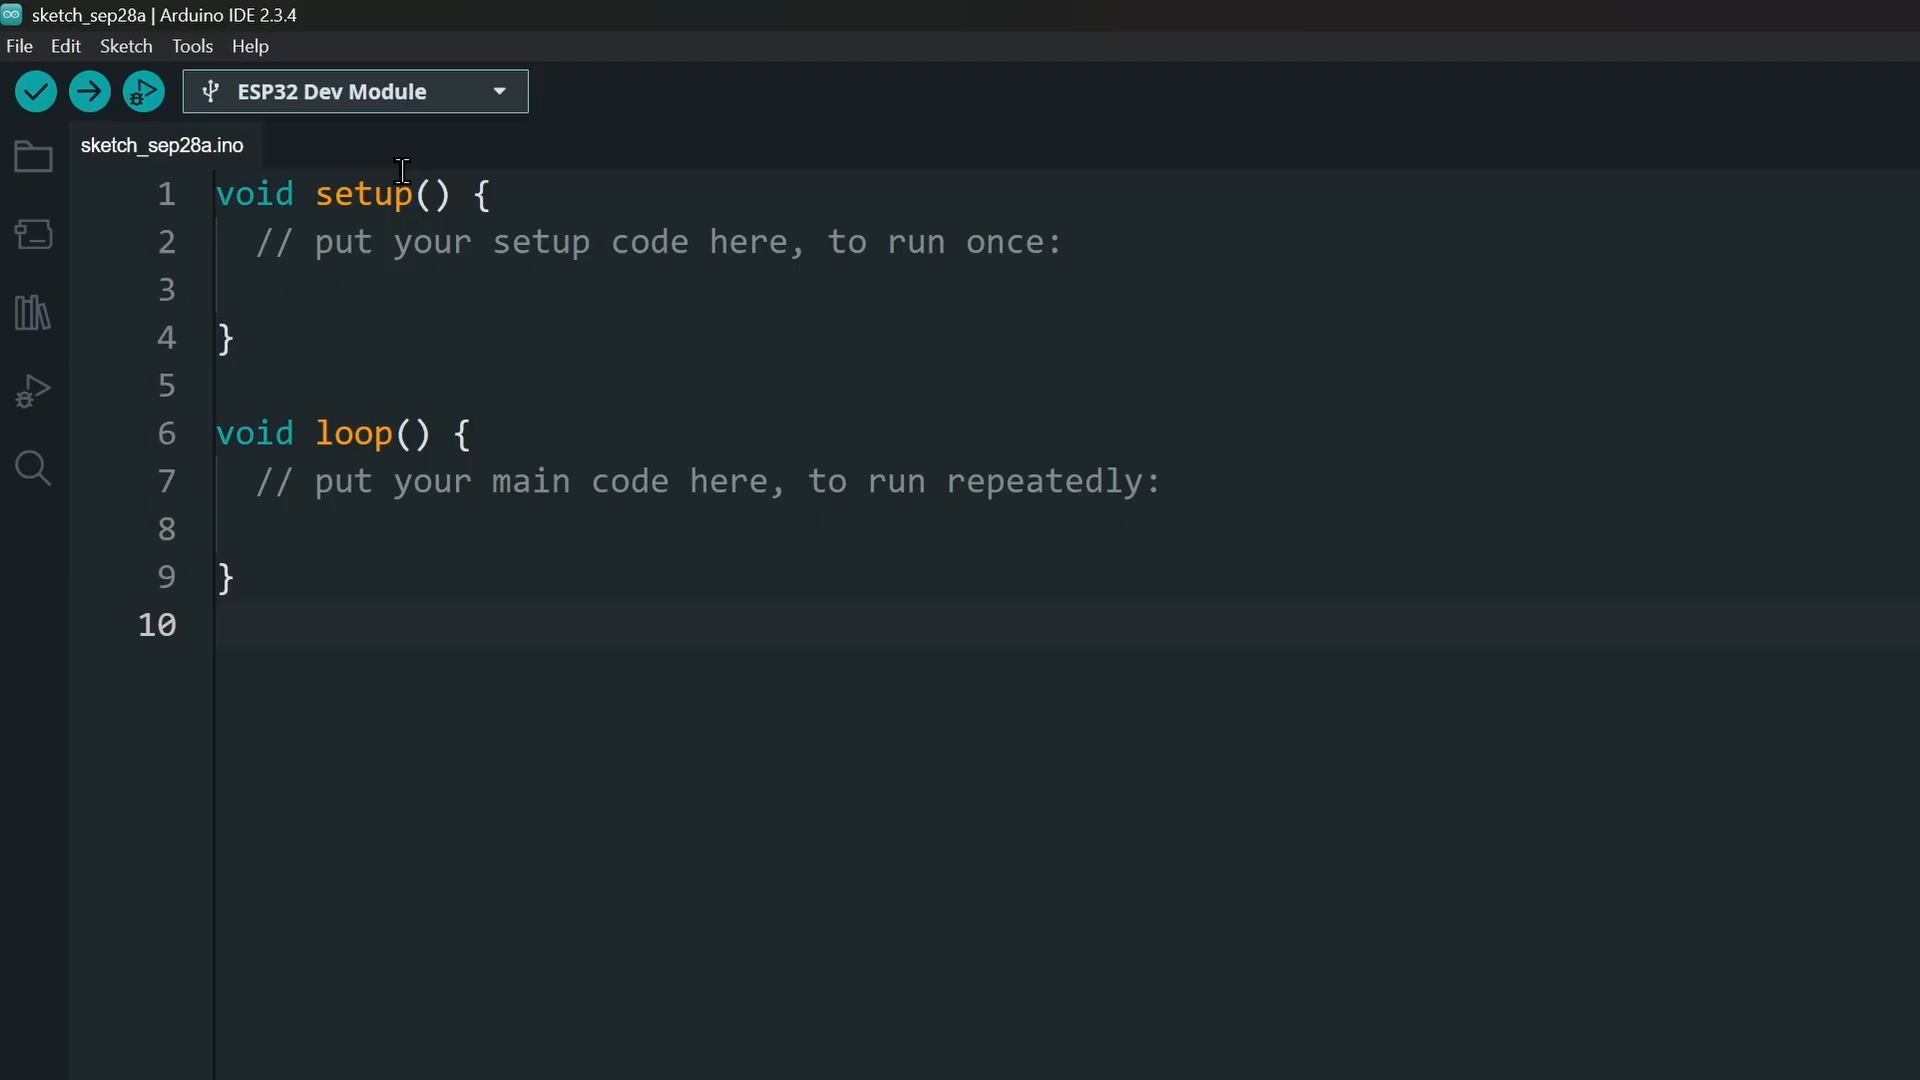 sketch_sep28a | Arduino IDE 2.3.4
File Edit Sketch Tools Help
ESP32 Dev Module
sketch_sep28a.ino
1 void setup() {
2   // put your setup code here, to run once:
3
4 }
5
6 void loop() {
7   // put your main code here, to run repeatedly:
8
9 }
10